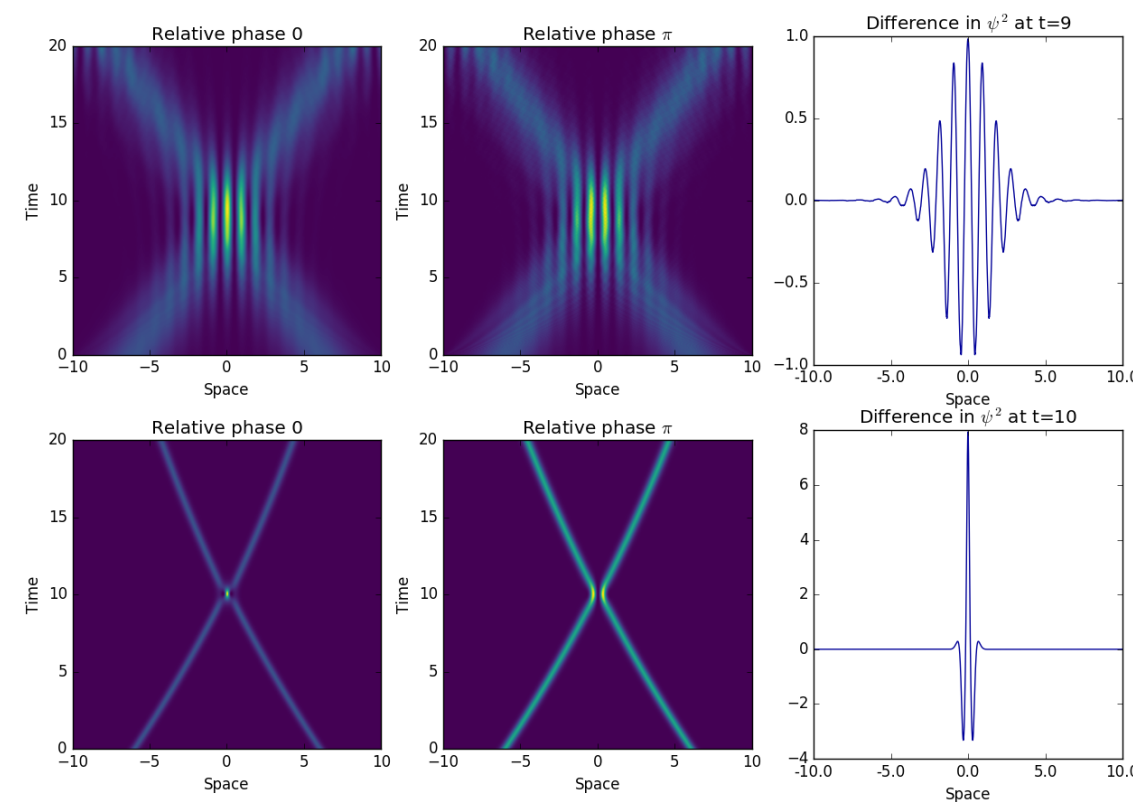 Relative phase 0
20
15
10
5
0
Time
−10 −5 0 5 10
Space
Relative phase π
20
15
10
5
0
Time
−10 −5 0 5 10
Space
Difference in ψ² at t=9
1.0
0.5
0.0
−0.5
−1.0
-10.0 -5.0 0.0 5.0 10.0
Space
Relative phase 0
20
15
10
5
0
Time
−10 −5 0 5 10
Space
Relative phase π
20
15
10
5
0
Time
−10 −5 0 5 10
Space
Difference in ψ² at t=10
8
6
4
2
0
−2
−4
-10.0 -5.0 0.0 5.0 10.0
Space